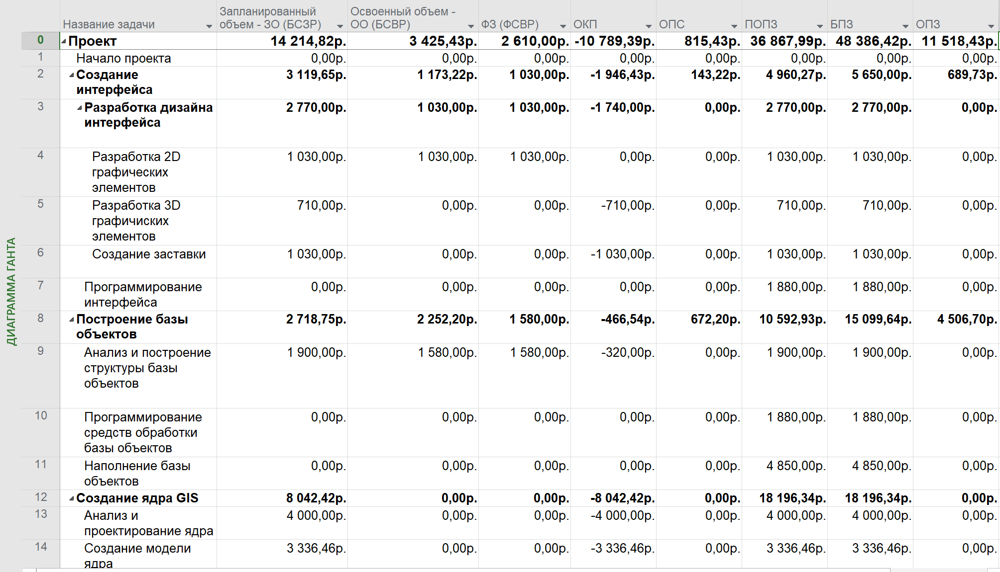 Название задачи	Запланированный объем - ЗО (БСЗР)	Освоенный объем - ОО (БСВР)	ФЗ (ФСВР)	ОКП	ОПС	ПОПЗ	БПЗ	ОПЗ
0	Проект	14 214,82р.	3 425,43р.	2 610,00р.	-10 789,39р.	815,43р.	36 867,99р.	48 386,42р.	11 518,43р.
1	Начало проекта	0,00р.	0,00р.	0,00р.	0,00р.	0,00р.	0,00р.	0,00р.	0,00р.
2	Создание	3 119,65р.	1 173,22р.	1 030,00р.	-1 946,43р.	143,22р.	4 960,27р.	5 650,00р.	689,73р.
интерфейса
3	Разработка дизайна	2 770,00р.	1 030,00р.	1 030,00р.	-1 740,00р.	0,00р.	2 770,00р.	2 770,00р.	0,00р.
интерфейса
4	Разработка 2D	1 030,00р.	1 030,00р.	1 030,00р.	0,00р.	0,00р.	1 030,00р.	1 030,00р.	0,00р.
графических
элементов
5	Разработка 3D	710,00р.	0,00р.	0,00р.	-710,00р.	0,00р.	710,00р.	710,00р.	0,00р.
графичиских
элементов
6	Создание заставки	1 030,00р.	0,00р.	0,00р.	-1 030,00р.	0,00р.	1 030,00р.	1 030,00р.	0,00р.
7	Программирование	0,00р.	0,00р.	0,00р.	0,00р.	0,00р.	1 880,00р.	1 880,00р.	0,00р.
интерфейса
8	Построение базы	2 718,75р.	2 252,20р.	1 580,00р.	-466,54р.	672,20р.	10 592,93р.	15 099,64р.	4 506,70р.
объектов
9	Анализ и построение	1 900,00р.	1 580,00р.	1 580,00р.	-320,00р.	0,00р.	1 900,00р.	1 900,00р.	0,00р.
структуры базы
объектов
10	Программирование	0,00р.	0,00р.	0,00р.	0,00р.	0,00р.	1 880,00р.	1 880,00р.	0,00р.
средств обработки
базы объектов
11	Наполнение базы	0,00р.	0,00р.	0,00р.	0,00р.	0,00р.	4 850,00р.	4 850,00р.	0,00р.
объектов
12	Создание ядра GIS	8 042,42р.	0,00р.	0,00р.	-8 042,42р.	0,00р.	18 196,34р.	18 196,34р.	0,00р.
13	Анализ и	4 000,00р.	0,00р.	0,00р.	-4 000,00р.	0,00р.	4 000,00р.	4 000,00р.	0,00р.
проектирование ядра
14	Создание модели	3 336,46р.	0,00р.	0,00р.	-3 336,46р.	0,00р.	3 336,46р.	3 336,46р.	0,00р.
ядра
ДИАГРАММА ГАНТА